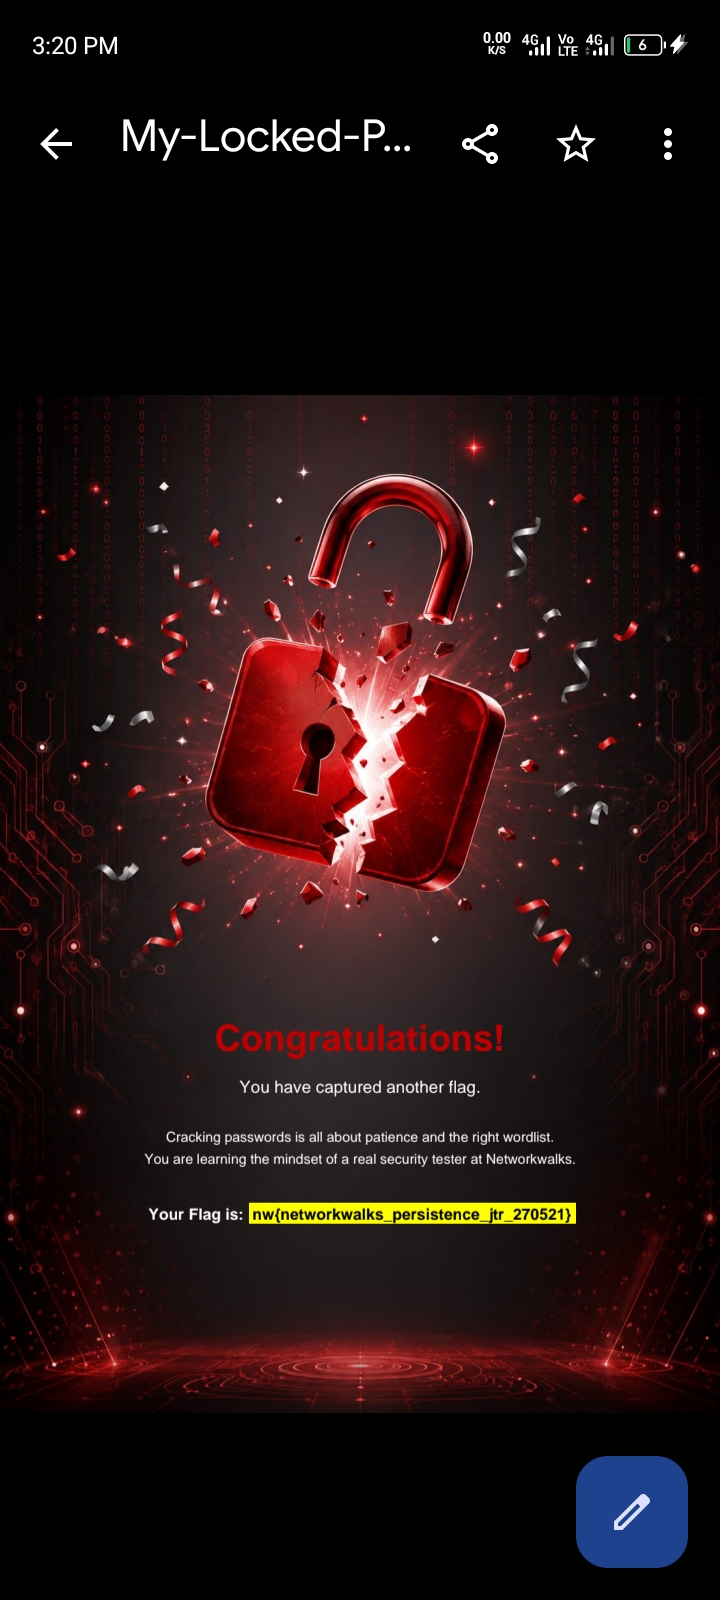 3:20 PM
0.00 K/S 4G Vo LTE 4G 6
My-Locked-P...
Congratulations!
You have captured another flag.
Cracking passwords is all about patience and the right wordlist.
You are learning the mindset of a real security tester at Networkwalks.
Your Flag is: nw{networkwalks_persistence_jtr_270521}